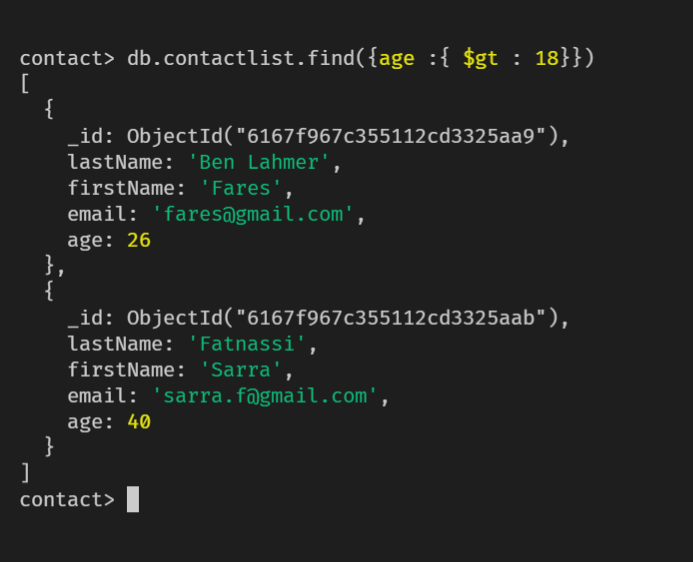 contact> db.contactlist.find({age :{ $gt : 18}})
[
  {
    _id: ObjectId("6167f967c355112cd3325aa9"),
    lastName: 'Ben Lahmer',
    firstName: 'Fares',
    email: 'fares@gmail.com',
    age: 26
  },
  {
    _id: ObjectId("6167f967c355112cd3325aab"),
    lastName: 'Fatnassi',
    firstName: 'Sarra',
    email: 'sarra.f@gmail.com',
    age: 40
  }
]
contact>